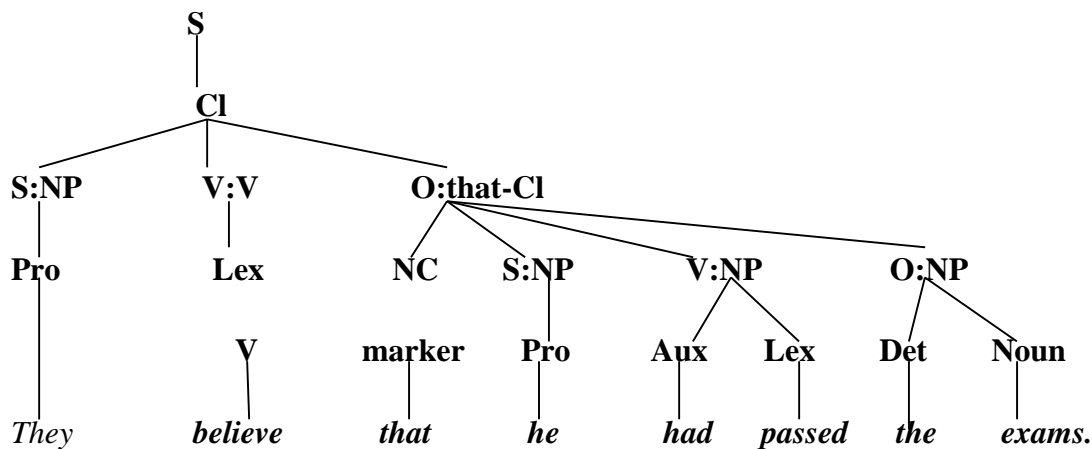 S
Cl
S:NP V:V O:that-Cl
Pro Lex NC S:NP V:NP O:NP
V marker Pro Aux Lex Det Noun
They believe that he had passed the exams.